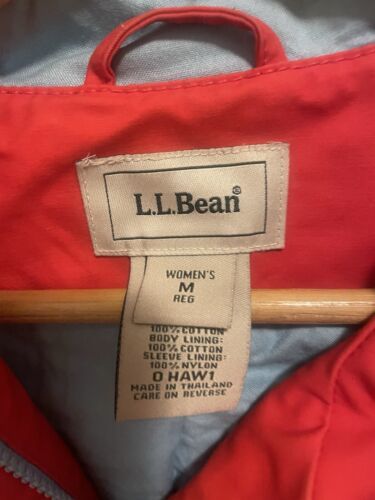 L.L.Bean®
WOMEN'S
M
REG
100% COTTON
BODY LINING:
100% COTTON
SLEEVE LINING:
100% NYLON
O HAW1
MADE IN THAILAND
CARE ON REVERSE